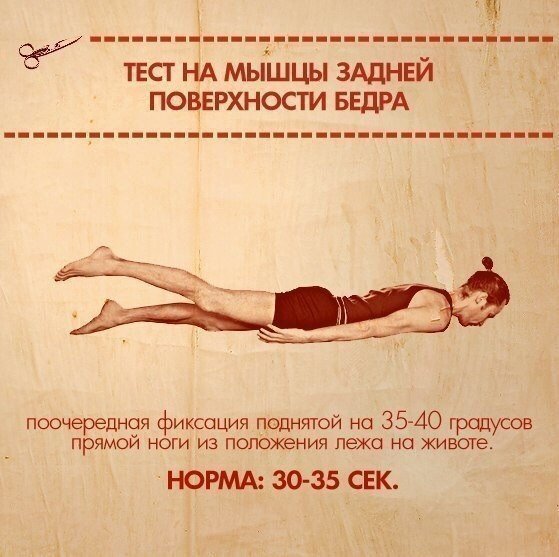 ТЕСТ НА МЫШЦЫ ЗАДНЕЙ
ПОВЕРХНОСТИ БЕДРА
поочередная фиксация поднятой на 35-40 градусов
прямой ноги из положения лежа на животе.
НОРМА: 30-35 СЕК.